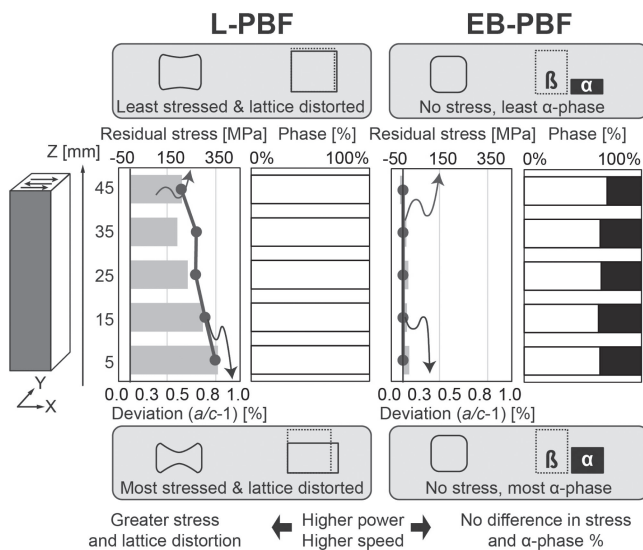 L-PBF
EB-PBF
ß
α
Least stressed & lattice distorted
No stress, least α-phase
Residual stress [MPa]
Phase [%]
Residual stress [MPa]
Phase [%]
Z [mm]
-50 150 350
0% 100%
-50 150 350
0% 100%
45
35
25
15
5
Y
X
0.0 0.3 0.5 0.8 1.0
Deviation (a/c-1) [%]
0.0 0.3 0.5 0.8 1.0
Deviation (a/c-1) [%]
ß
α
Most stressed & lattice distorted
No stress, most α-phase
Greater stress
and lattice distortion
Higher power
Higher speed
No difference in stress
and α-phase %